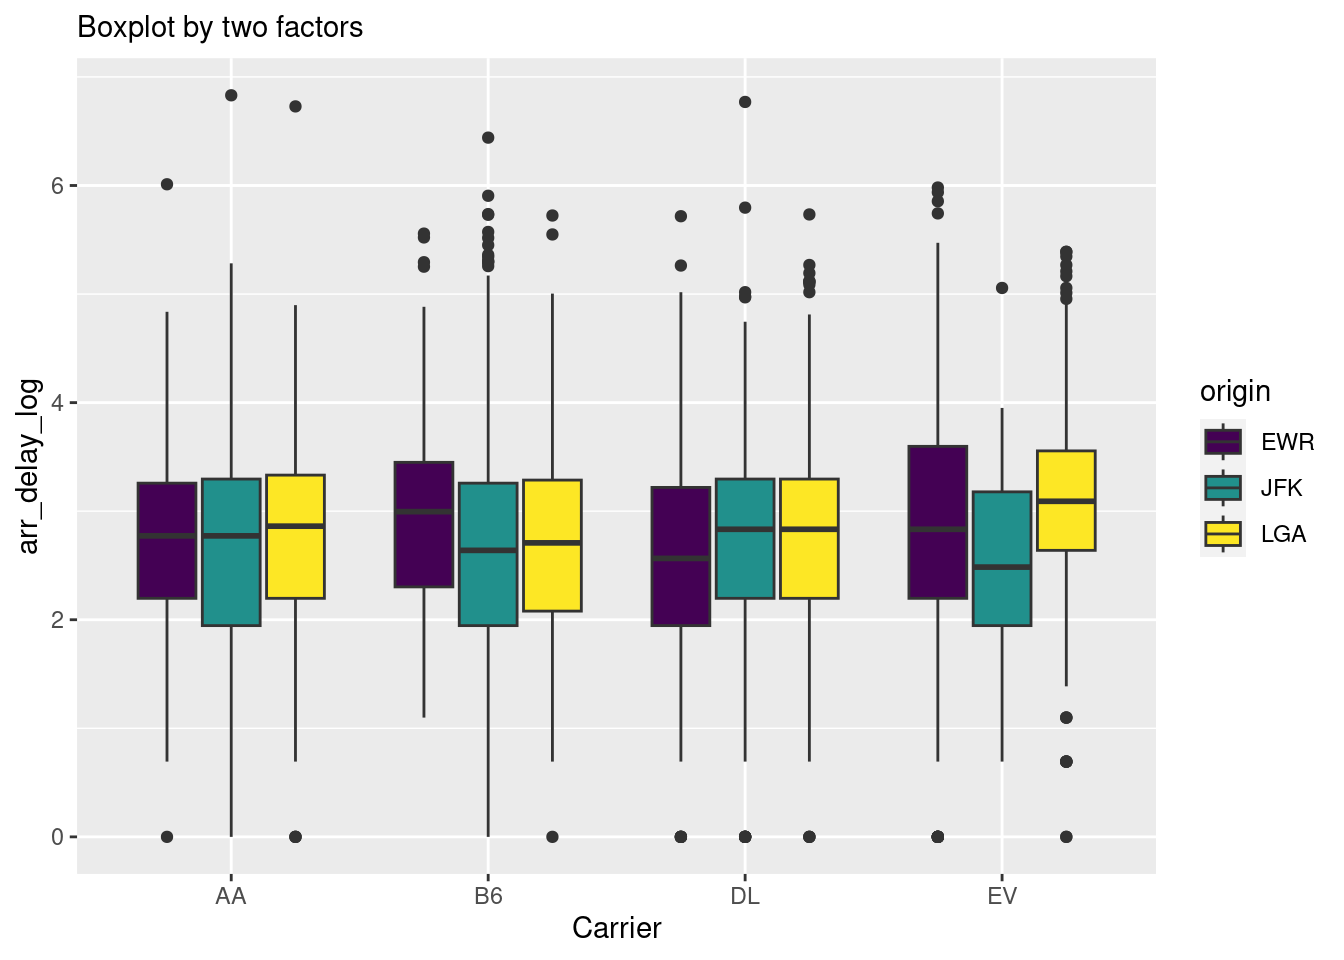 Boxplot by two factors
arr_delay_log
6
4
2
0
AA B6 DL EV
Carrier
origin
EWR
JFK
LGA